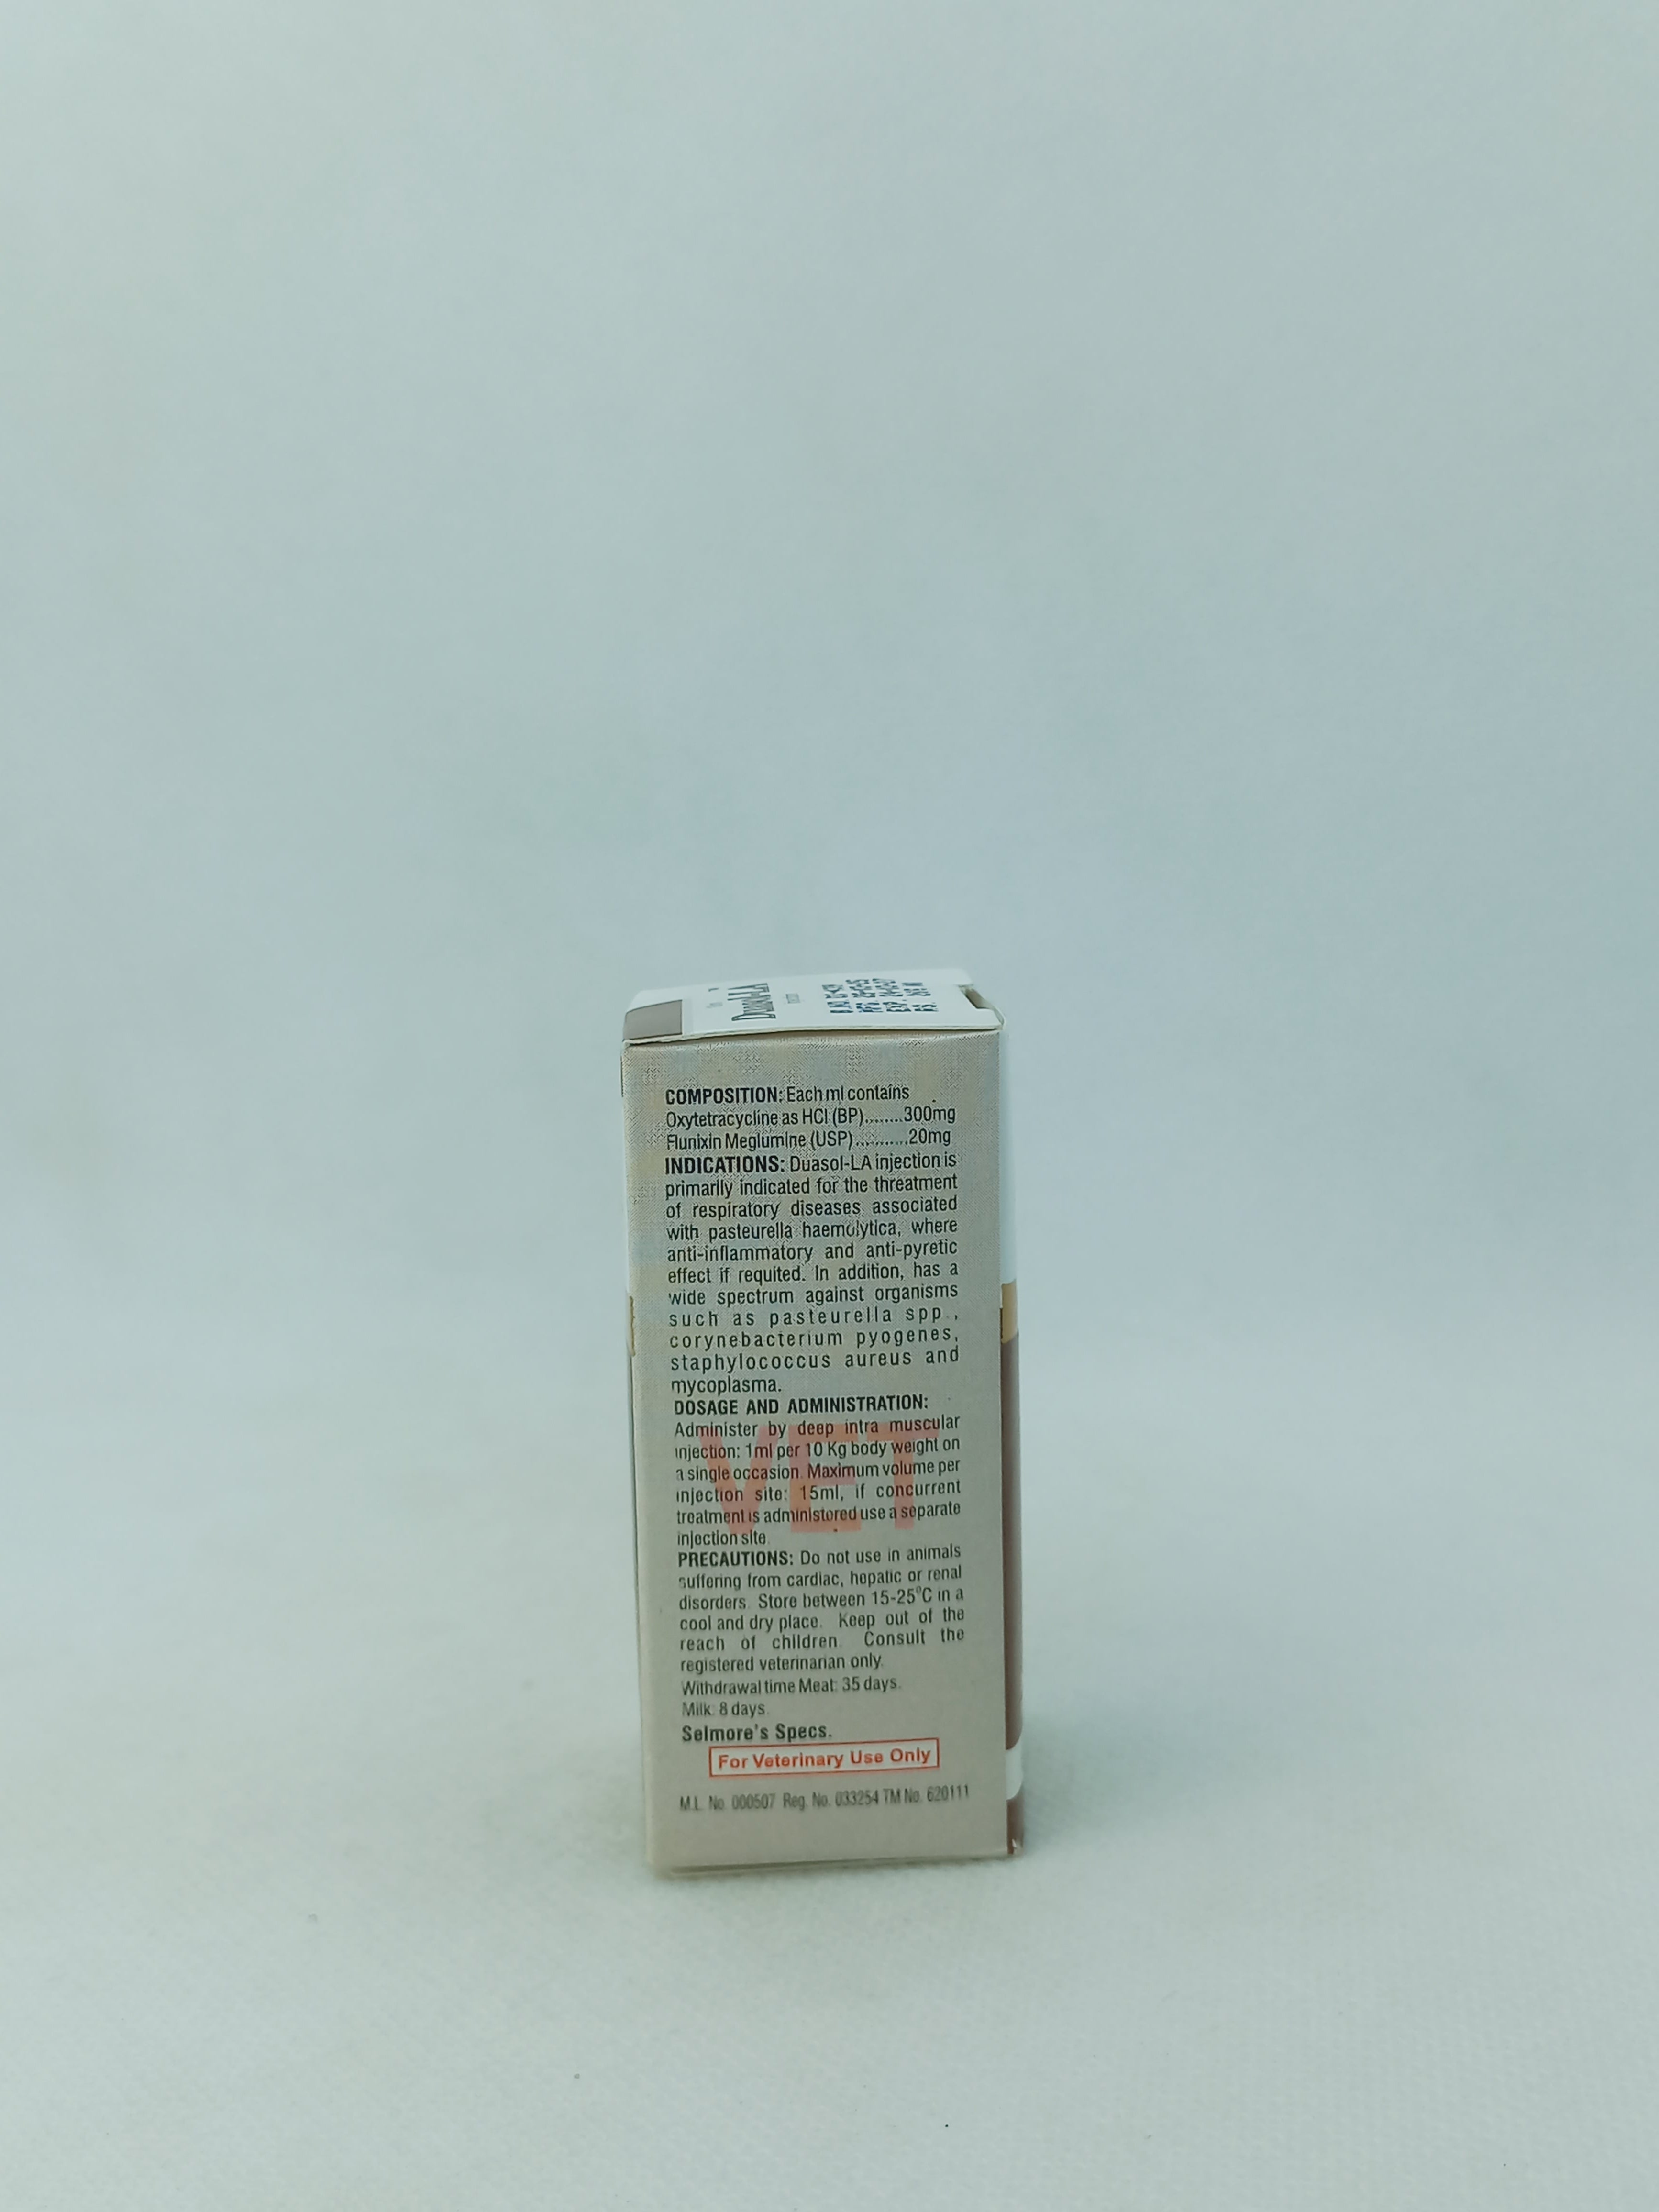 Duasol-LA
COMPOSITION: Each ml contains
Oxytetracycline as HCl (BP)........300mg
Flunixin Meglumine (USP)..........20mg
INDICATIONS: Duasol-LA injection is
primarily indicated for the threatment
of respiratory diseases associated
with pasteurella haemolytica, where
anti-inflammatory and anti-pyretic
effect if requited. In addition, has a
wide spectrum against organisms
such as pasteurella spp.,
corynebacterium pyogenes,
staphylococcus aureus and
mycoplasma.
DOSAGE AND ADMINISTRATION:
Administer by deep intra muscular
injection: 1ml per 10 Kg body weight on
a single occasion. Maximum volume per
injection site: 15ml, if concurrent
treatment is administored use a separate
injection site.
VET
PRECAUTIONS: Do not use in animals
suffering from cardiac, hepatic or renal
disorders. Store between 15-25°C in a
cool and dry place. Keep out of the
reach of children. Consult the
registered veterinarian only.
Withdrawal time Meat: 35 days.
Milk: 8 days.
Selmore's Specs.
For Veterinary Use Only
M.L. No. 000507 Reg. No. 033254 TM No. 620111